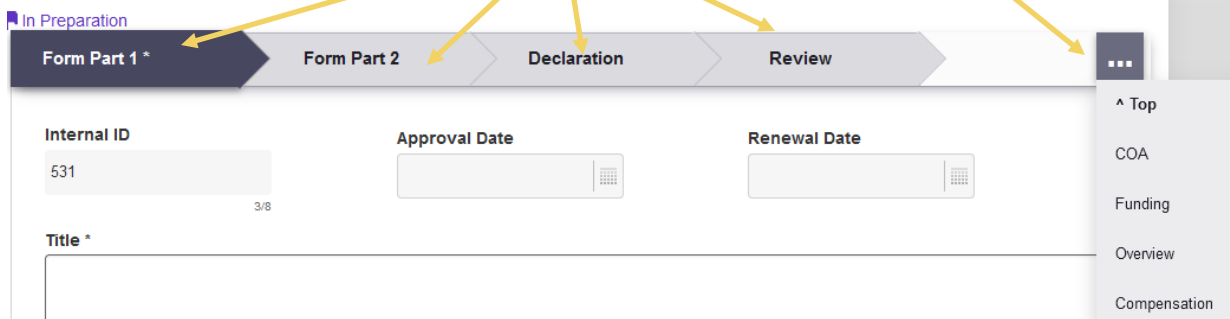 In Preparation
Form Part 1 * Form Part 2 Declaration Review ...
^ Top
Internal ID Approval Date Renewal Date
COA
531
3/8
Funding
Title *
Overview
Compensation